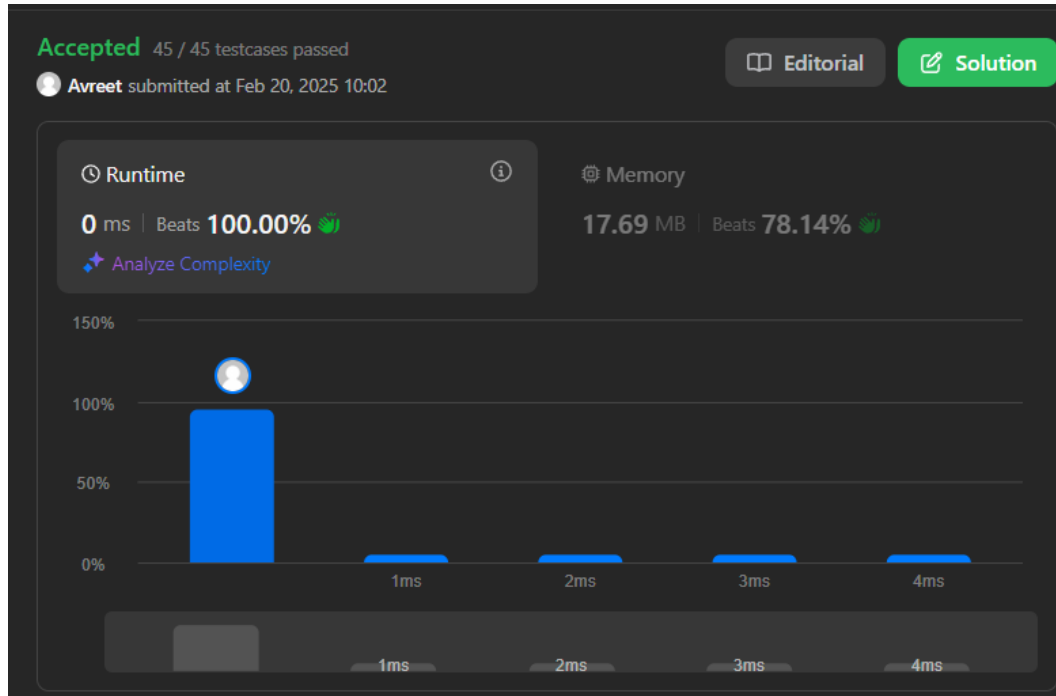 Accepted 45 / 45 testcases passed
Avreet submitted at Feb 20, 2025 10:02
Editorial
Solution
Runtime
0 ms Beats 100.00%
Analyze Complexity
Memory
17.69 MB Beats 78.14%
150%
100%
50%
0%
1ms 2ms 3ms 4ms
1ms 2ms 3ms 4ms